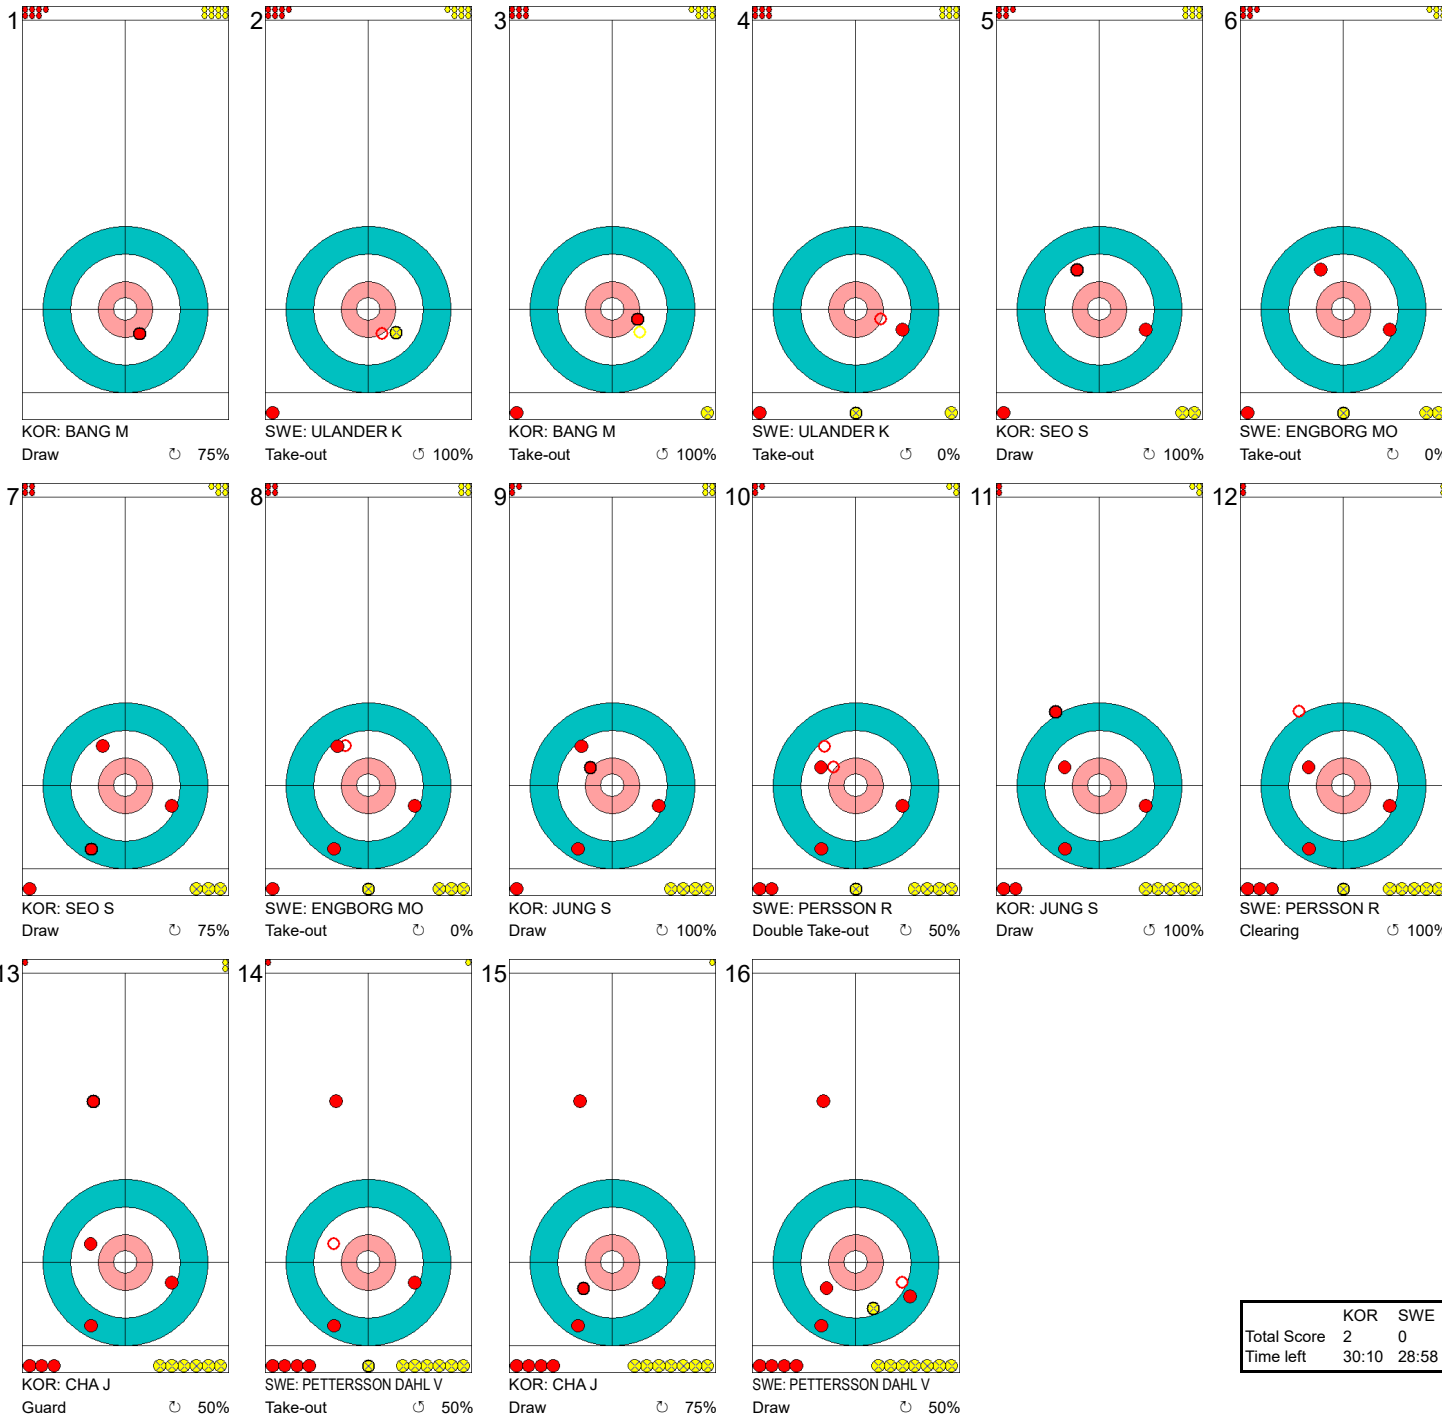 1 2 3 4 5 6
KOR: BANG M SWE: ULANDER K KOR: BANG M SWE: ULANDER K KOR: SEO S SWE: ENGBORG MO
Draw ↻ 75% Take-out ↺ 100% Take-out ↻ 100% Take-out ↺ 0% Draw ↺ 100% Take-out ↻ 0%
7 8 9 10 11 12
KOR: SEO S SWE: ENGBORG MO KOR: JUNG S SWE: PERSSON R KOR: JUNG S SWE: PERSSON R
Draw ↻ 75% Take-out ↻ 0% Draw ↺ 100% Double Take-out ↻ 50% Draw ↺ 100% Clearing ↺ 100%
13 14 15 16
KOR: CHA J SWE: PETTERSSON DAHL V KOR: CHA J SWE: PETTERSSON DAHL V
Guard ↻ 50% Take-out ↺ 50% Draw ↻ 75% Draw ↺ 50%
KOR SWE
Total Score 2 0
Time left 30:10 28:58